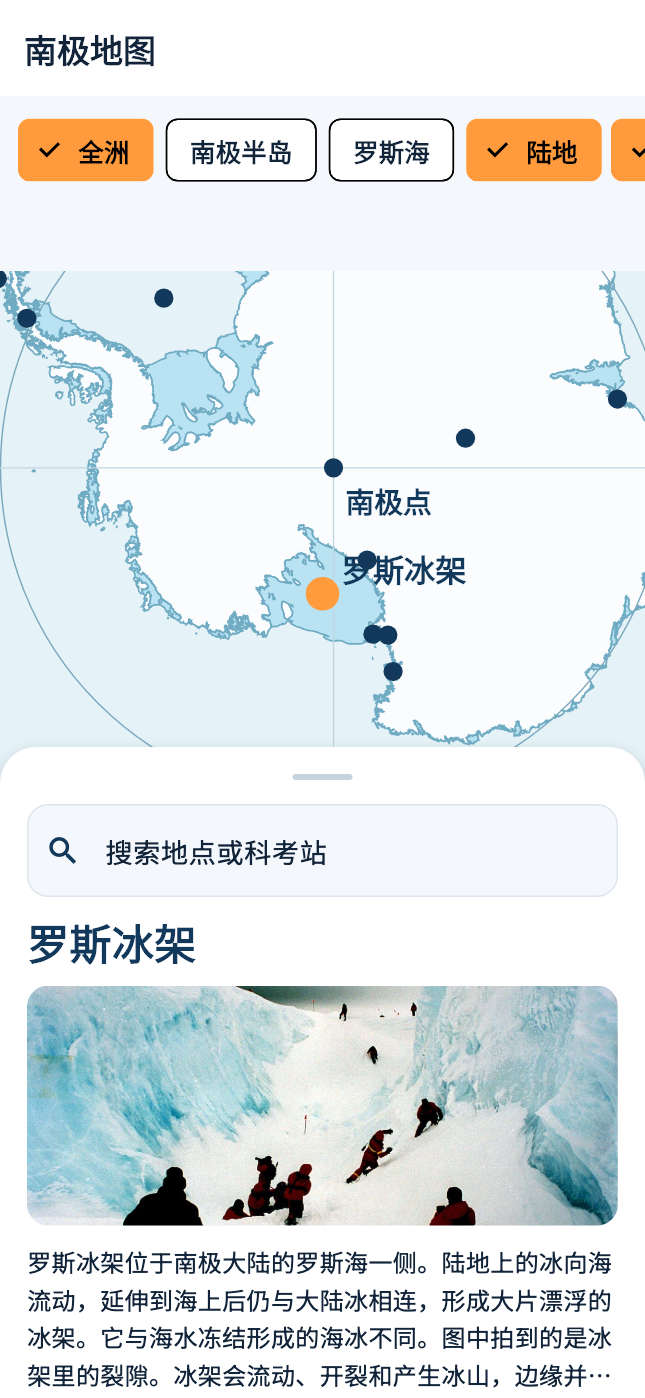 南极地图
全洲
南极半岛
罗斯海
陆地
南极点
罗斯冰架
搜索地点或科考站
罗斯冰架
罗斯冰架位于南极大陆的罗斯海一侧。陆地上的冰向海
流动，延伸到海上后仍与大陆冰相连，形成大片漂浮的
冰架。它与海水冻结形成的海冰不同。图中拍到的是冰
架里的裂隙。冰架会流动、开裂和产生冰山，边缘并…